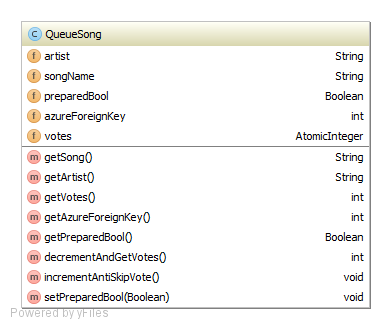 C QueueSong
f artist String
f songName String
f preparedBool Boolean
f azureForeignKey int
f votes AtomicInteger
m getSong() String
m getArtist() String
m getVotes() int
m getAzureForeignKey() int
m getPreparedBool() Boolean
m decrementAndGetVotes() int
m incrementAntiSkipVote() void
m setPreparedBool(Boolean) void
Powered by yFiles